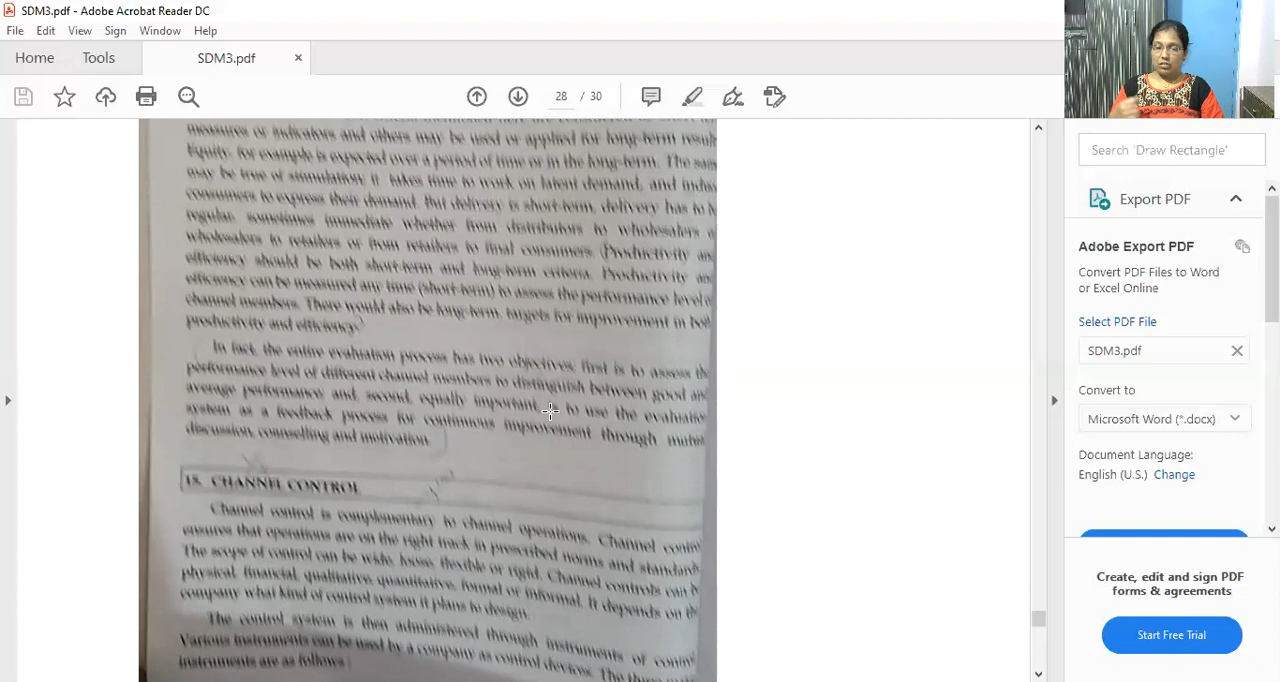 SDM3.pdf - Adobe Acrobat Reader DC
File Edit View Sign Window Help
Home Tools SDM3.pdf ×
28 / 30
measures or indicators and others may be used or applied for long-term result
Equity, for example is expected over a period of time or in the long-term. The sam
may be true of stimulation; it takes time to work on latent demand, and induc
consumers to express their demand. But delivery is short-term, delivery has to b
regular, sometimes immediate whether from distributors to wholesalers o
wholesalers to retailers or from retailers to final consumers. (Productivity an
efficiency should be both short-term and long-term criteria. Productivity an
efficiency can be measured any time (short-term) to assess the performance level o
channel members. There would also be long-term, targets for improvement in bot
productivity and efficiency.)
In fact, the entire evaluation process has two objectives; first is to assess th
performance level of different channel members to distinguish between good an
average performance and, second, equally important, to use the evaluatio
system as a feedback process for continuous improvement through mutua
discussion, counselling and motivation.
15. CHANNEL CONTROL
Channel control is complementary to channel operations. Channel contro
ensures that operations are on the right track in prescribed norms and standards
The scope of control can be wide, loose, flexible or rigid. Channel controls can b
physical, financial, qualitative, quantitative, formal or informal. It depends on th
company what kind of control system it plans to design.
The control system is then administered through instruments of control
Various instruments can be used by a company as control devices. The three
instruments are as follows:
Search 'Draw Rectangle'
Export PDF
Adobe Export PDF
Convert PDF Files to Word
or Excel Online
Select PDF File
SDM3.pdf
Convert to
Microsoft Word (*.docx)
Document Language:
English (U.S.) Change
Create, edit and sign PDF
forms & agreements
Start Free Trial